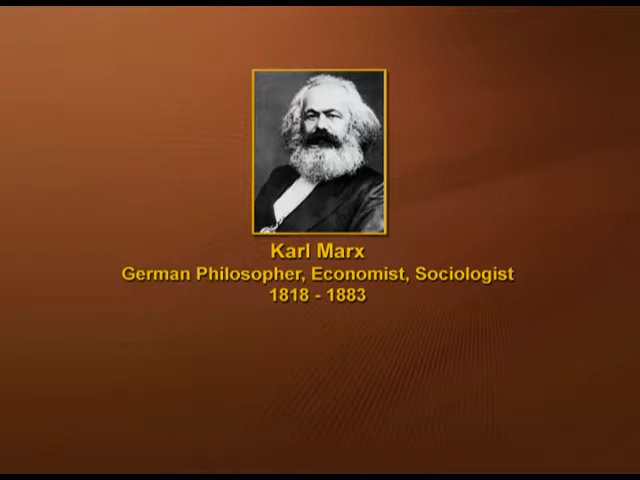 Karl Marx
German Philosopher, Economist, Sociologist
1818 - 1883